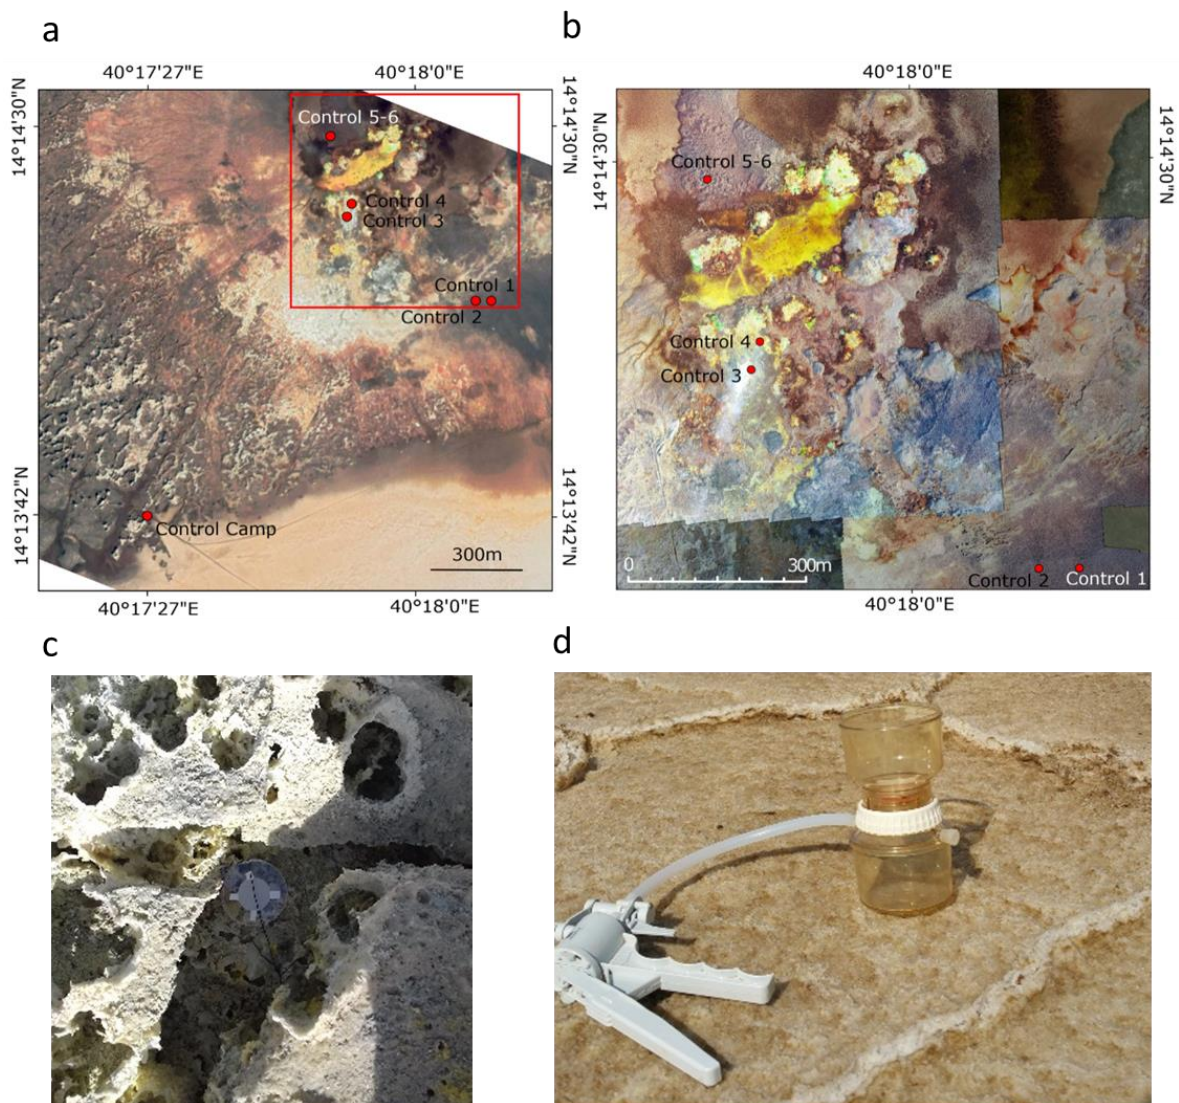 a
b
40°17'27"E
40°18'0"E
40°18'0"E
14°14'30"N
14°14'30"N
14°14'30"N
14°14'30"N
Control 5-6
Control 4
Control 3
Control 1
Control 2
Control 5-6
Control 4
Control 3
14°13'42"N
14°13'42"N
Control Camp
300m
0
300m
Control 2
Control 1
40°17'27"E
40°18'0"E
40°18'0"E
c
d